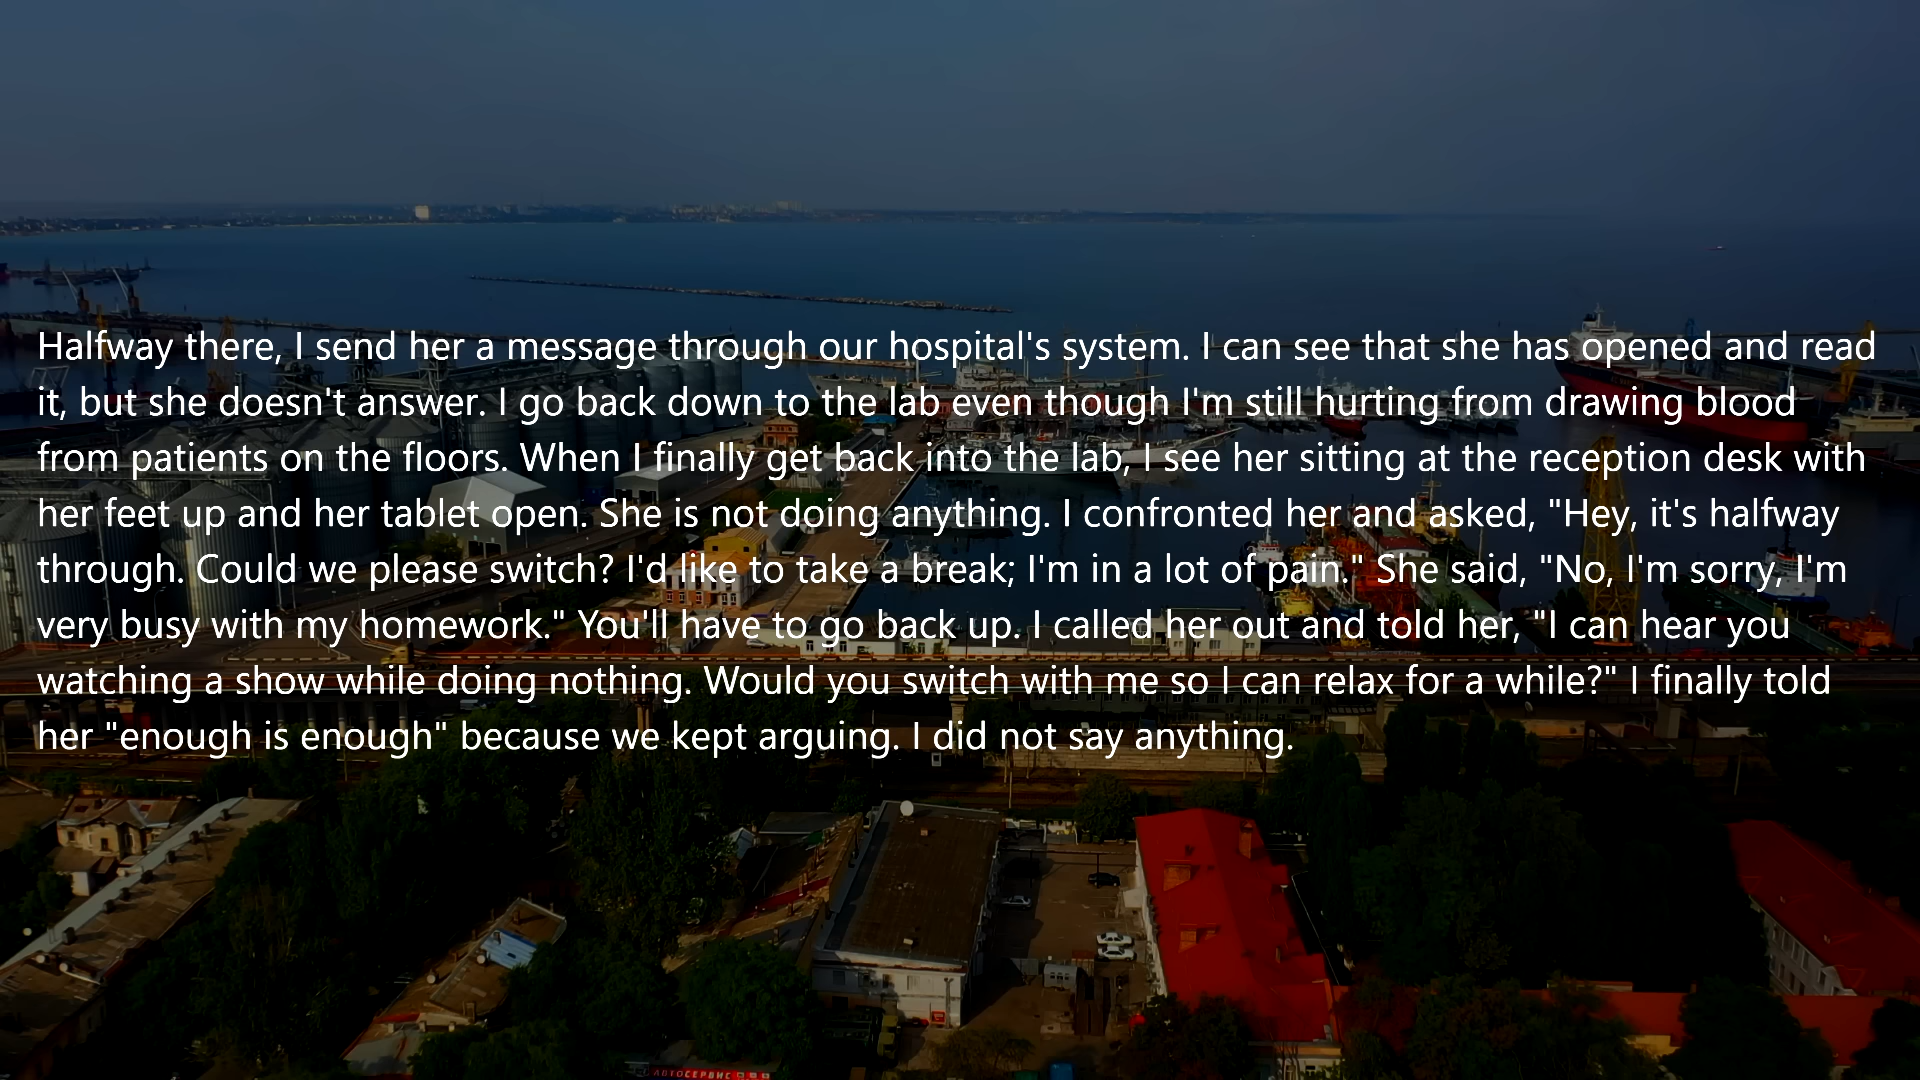 Halfway there, I send her a message through our hospital's system. I can see that she has opened and read
it, but she doesn't answer. I go back down to the lab even though I'm still hurting from drawing blood
from patients on the floors. When I finally get back into the lab, I see her sitting at the reception desk with
her feet up and her tablet open. She is not doing anything. I confronted her and asked, "Hey, it's halfway
through. Could we please switch? I'd like to take a break; I'm in a lot of pain." She said, "No, I'm sorry, I'm
very busy with my homework." You'll have to go back up. I called her out and told her, "I can hear you
watching a show while doing nothing. Would you switch with me so I can relax for a while?" I finally told
her "enough is enough" because we kept arguing. I did not say anything.
АВТОСЕРВИС